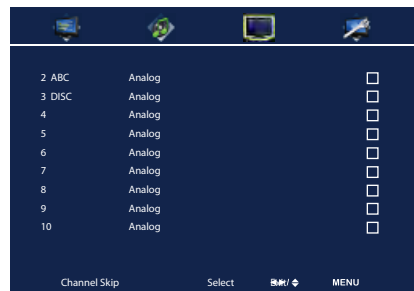 2 ABC Analog
3 DISC Analog
4 Analog
5 Analog
6 Analog
7 Analog
8 Analog
9 Analog
10 Analog
Channel Skip Select MENU